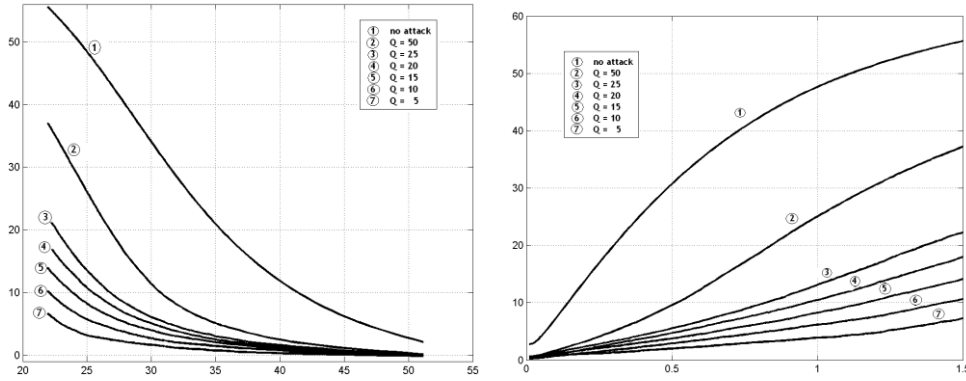 ① no attack
② Q = 50
③ Q = 25
④ Q = 20
⑤ Q = 15
⑥ Q = 10
⑦ Q = 5
50
40
30
20
10
0
20 25 30 35 40 45 50 55
①
②
③
④
⑤
⑥
⑦
① no attack
② Q = 50
③ Q = 25
④ Q = 20
⑤ Q = 15
⑥ Q = 10
⑦ Q = 5
60
50
40
30
20
10
0
0 0.5 1 1.5
①
②
③
④
⑤
⑥
⑦